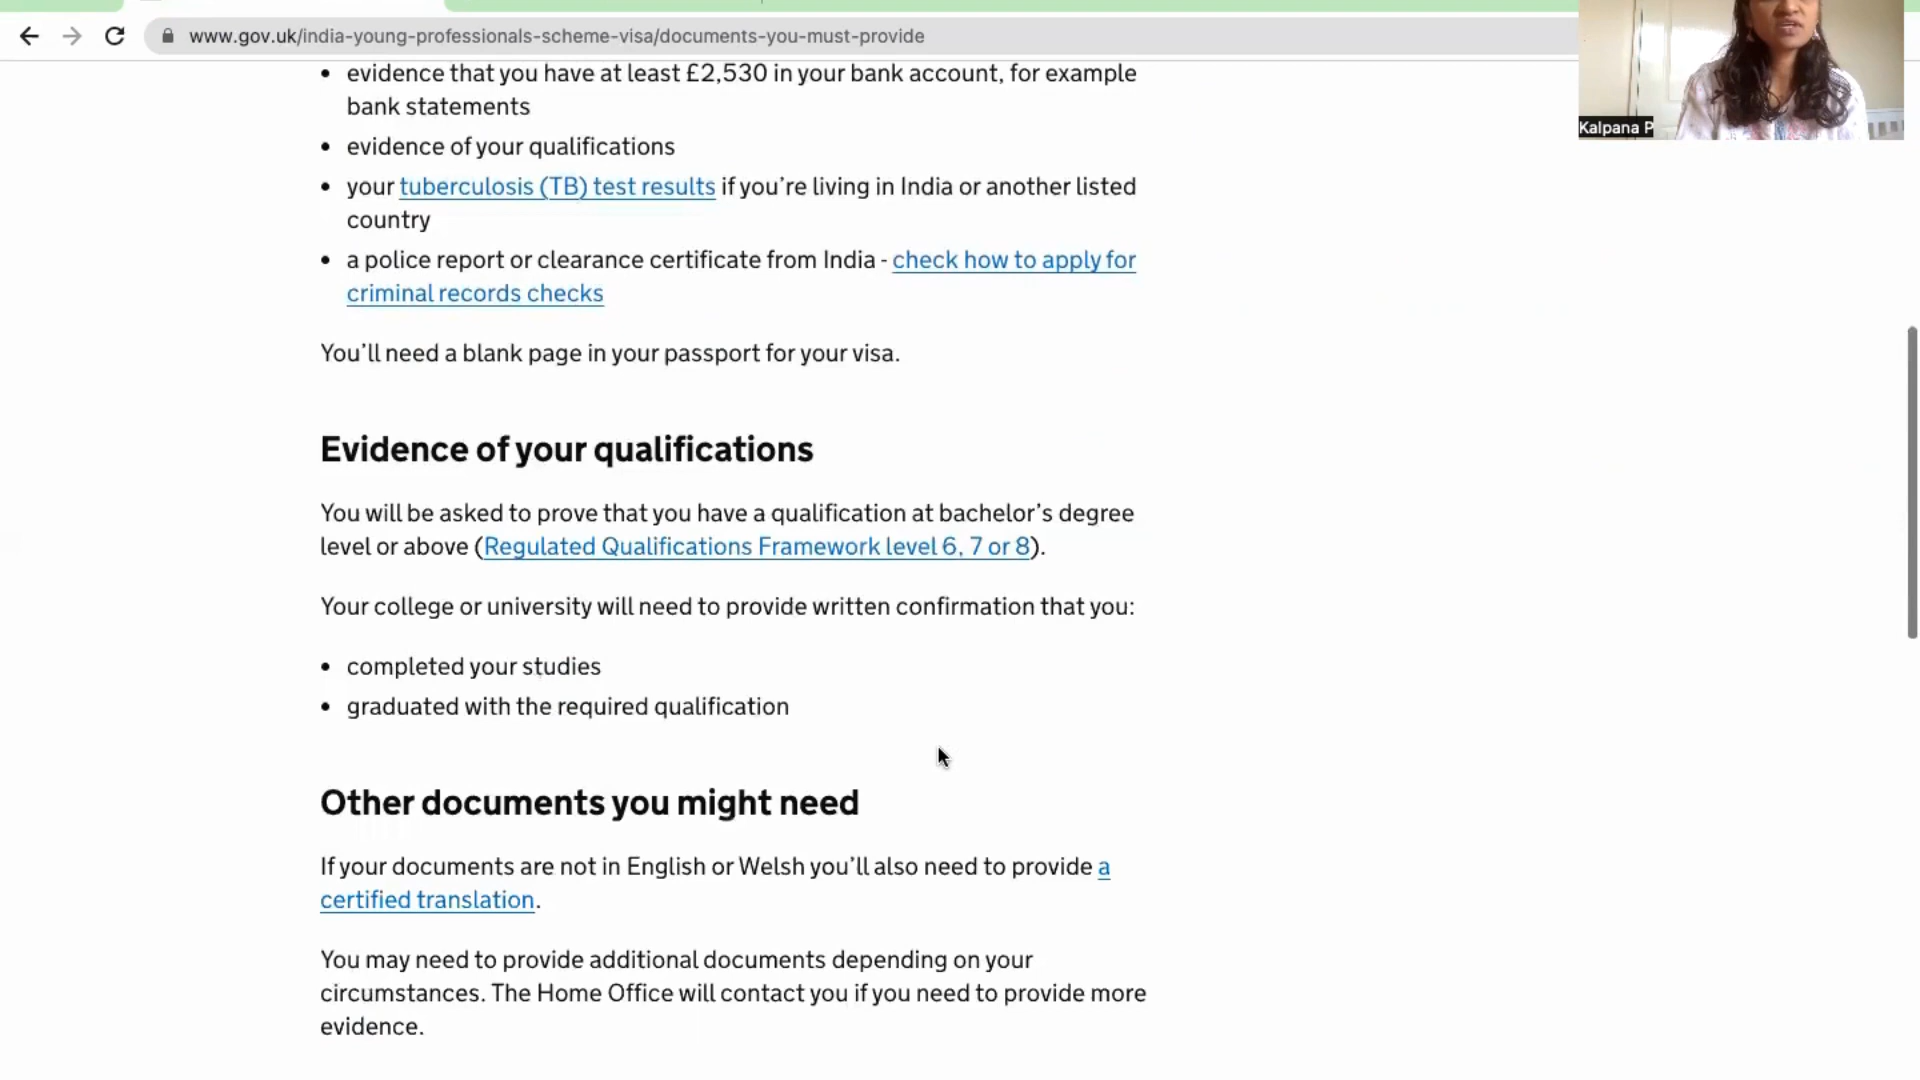 www.gov.uk/india-young-professionals-scheme-visa/documents-you-must-provide
Kalpana P
• evidence that you have at least £2,530 in your bank account, for example
bank statements
• evidence of your qualifications
• your tuberculosis (TB) test results if you’re living in India or another listed
country
• a police report or clearance certificate from India - check how to apply for
criminal records checks
You’ll need a blank page in your passport for your visa.
Evidence of your qualifications
You will be asked to prove that you have a qualification at bachelor’s degree
level or above (Regulated Qualifications Framework level 6, 7 or 8).
Your college or university will need to provide written confirmation that you:
• completed your studies
• graduated with the required qualification
Other documents you might need
If your documents are not in English or Welsh you’ll also need to provide a
certified translation.
You may need to provide additional documents depending on your
circumstances. The Home Office will contact you if you need to provide more
evidence.